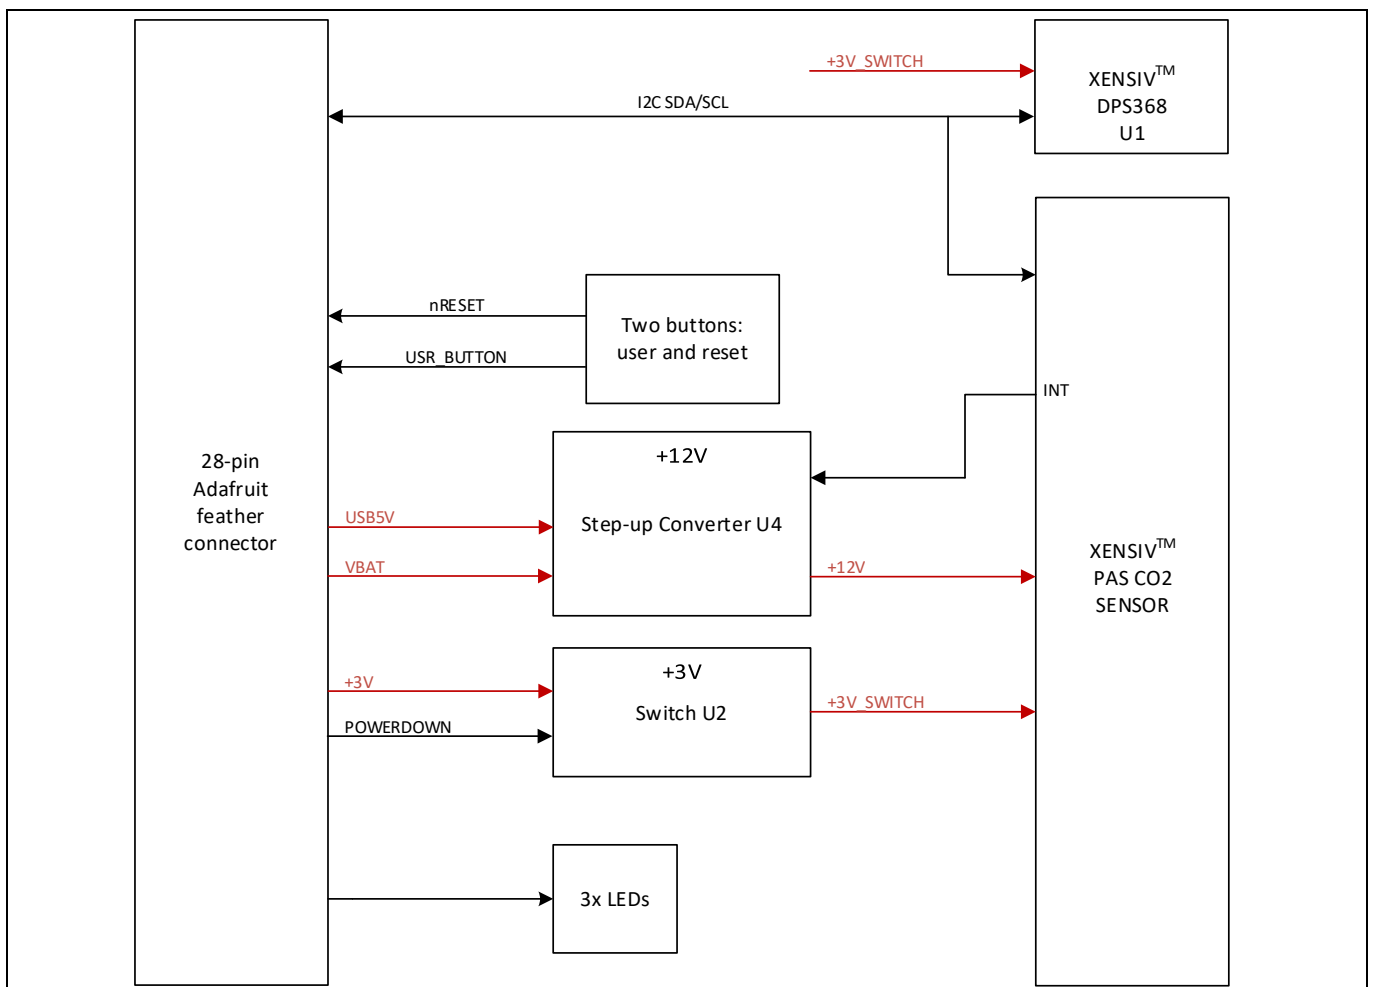 +3V_SWITCH
XENSIV™
DPS368
U1
I2C SDA/SCL
nRESET
USR_BUTTON
Two buttons:
user and reset
INT
28-pin
Adafruit
feather
connector
USB5V
VBAT
+12V
Step-up Converter U4
+12V
XENSIV™
PAS CO2
SENSOR
+3V
POWERDOWN
+3V
Switch U2
+3V_SWITCH
3x LEDs